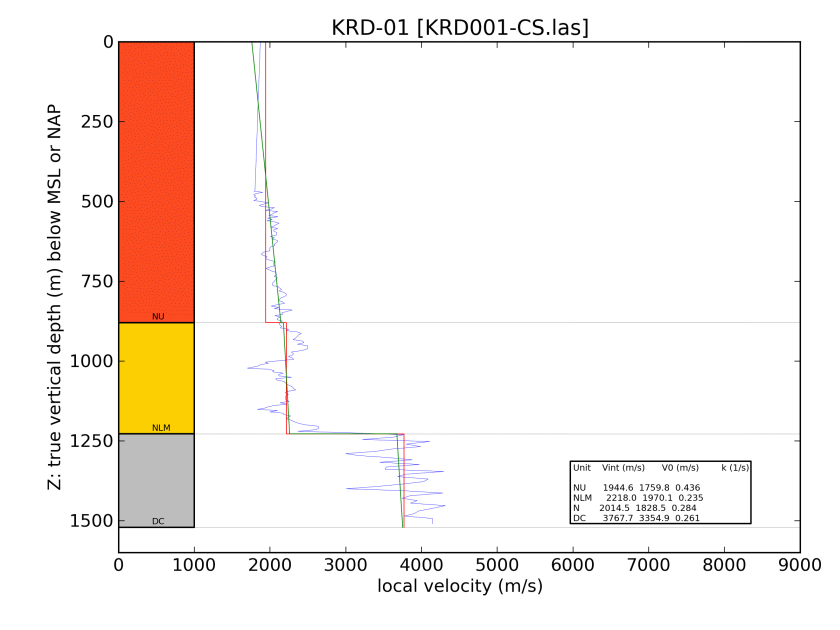 KRD-01 [KRD001-CS.las]
Z: true vertical depth (m) below MSL or NAP
0
250
500
750
1000
1250
1500
NU
NLM
DC
Unit Vint (m/s) V0 (m/s) k (1/s)
NU 1944.6 1759.8 0.436
NLM 2218.0 1970.1 0.235
N 2014.5 1828.5 0.284
DC 3767.7 3354.9 0.261
0 1000 2000 3000 4000 5000 6000 7000 8000 9000
local velocity (m/s)